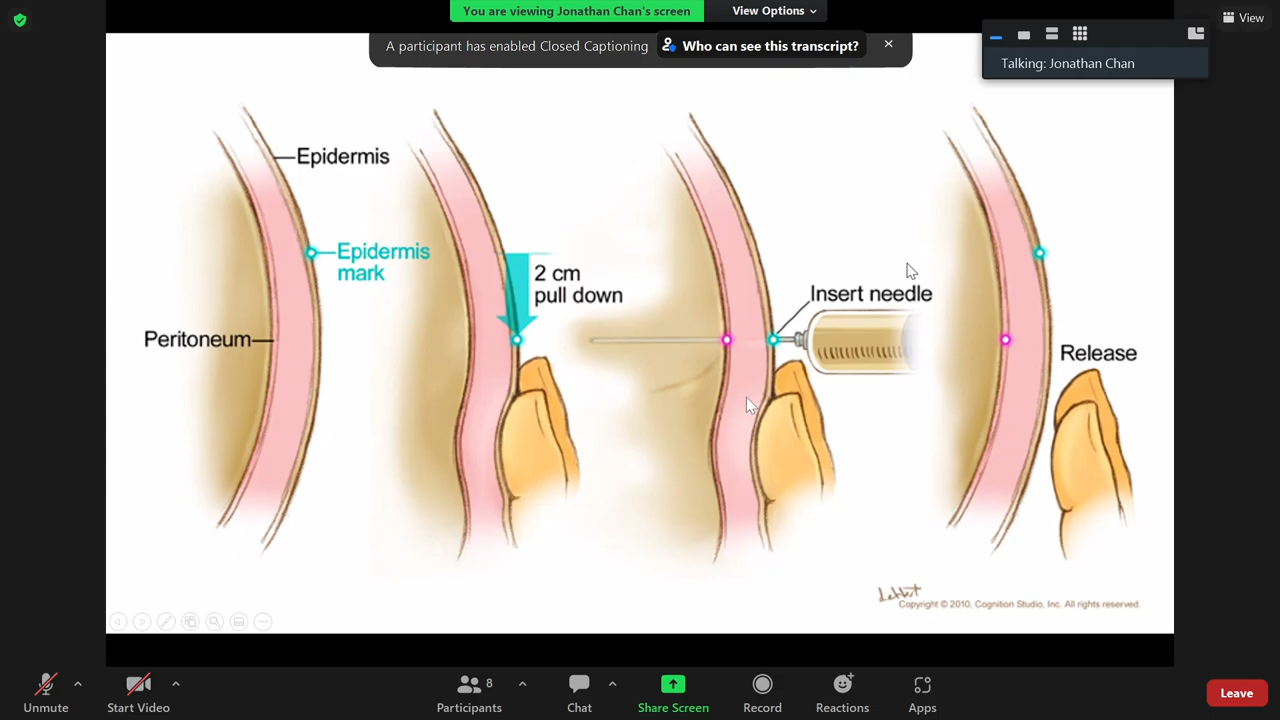 You are viewing Jonathan Chan's screen
View Options
View
A participant has enabled Closed Captioning
Who can see this transcript?
Talking: Jonathan Chan
Epidermis
Epidermis
mark
Peritoneum
2 cm
pull down
Insert needle
Release
Copyright © 2010, Cognition Studio, Inc. All rights reserved.
Unmute
Start Video
Participants
8
Chat
Share Screen
Record
Reactions
Apps
Leave